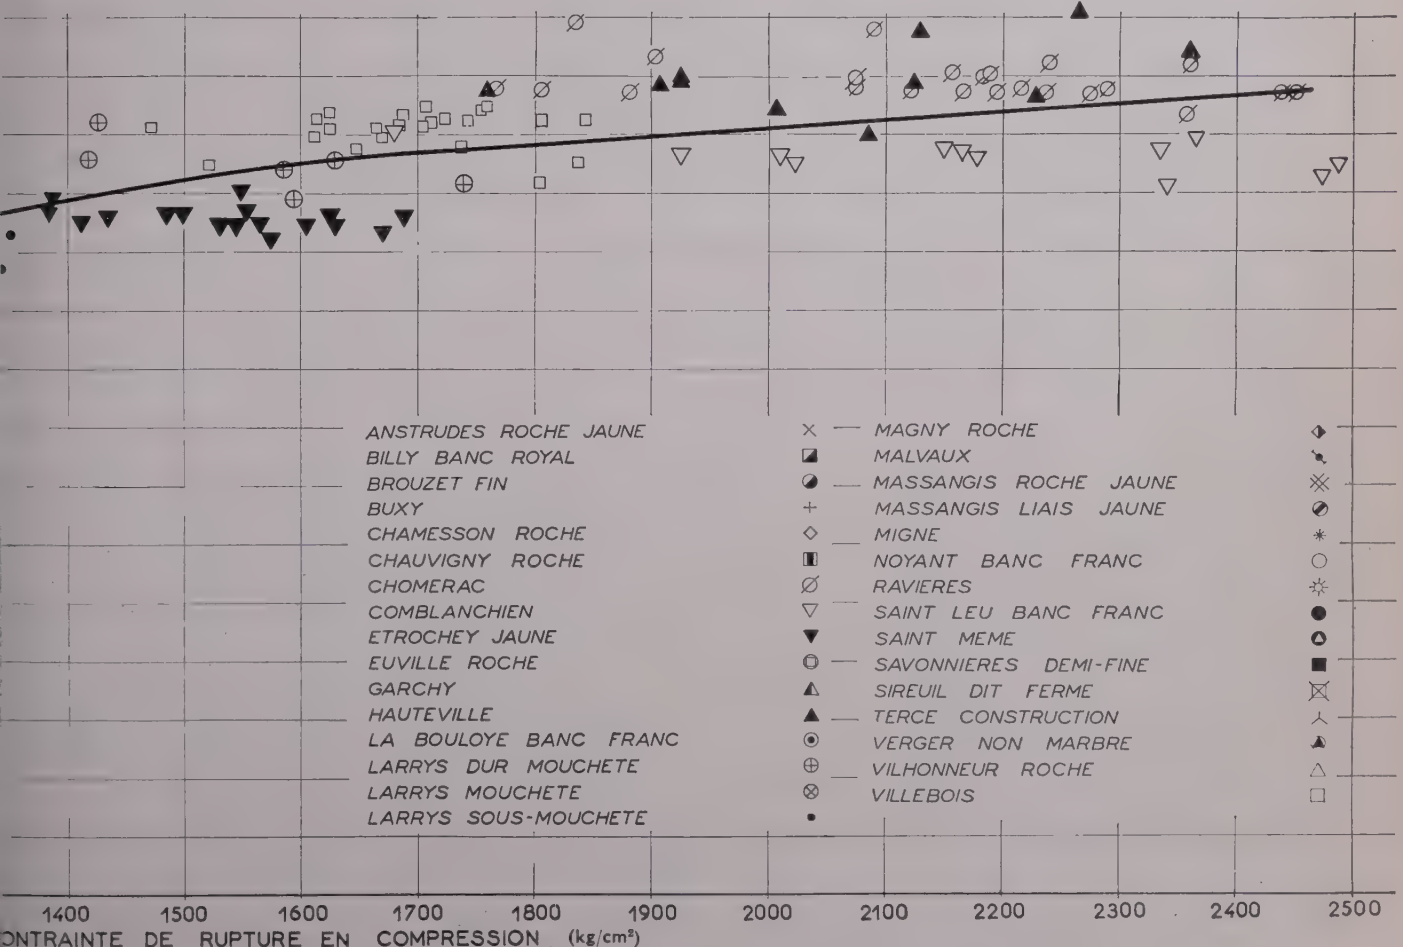 ANSTRUDES ROCHE JAUNE
BILLY BANC ROYAL
BROUZET FIN
BUXY
CHAMESSON ROCHE
CHAUVIGNY ROCHE
CHOMERAC
COMBLANCHIEN
ETROCHEY JAUNE
EUVILLE ROCHE
GARCHY
HAUTEVILLE
LA BOULOYE BANC FRANC
LARRYS DUR MOUCHETE
LARRYS MOUCHETE
LARRYS SOUS-MOUCHETE
MAGNY ROCHE
MALVAUX
MASSANGIS ROCHE JAUNE
MASSANGIS LIAIS JAUNE
MIGNE
NOYANT BANC FRANC
RAVIERES
SAINT LEU BANC FRANC
SAINT MEME
SAVONNIERES DEMI-FINE
SIREUIL DIT FERME
TERCE CONSTRUCTION
VERGER NON MARBRE
VILHONNEUR ROCHE
VILLEBOIS
1400 1500 1600 1700 1800 1900 2000 2100 2200 2300 2400 2500
ONTRAINTE DE RUPTURE EN COMPRESSION (kg/cm²)